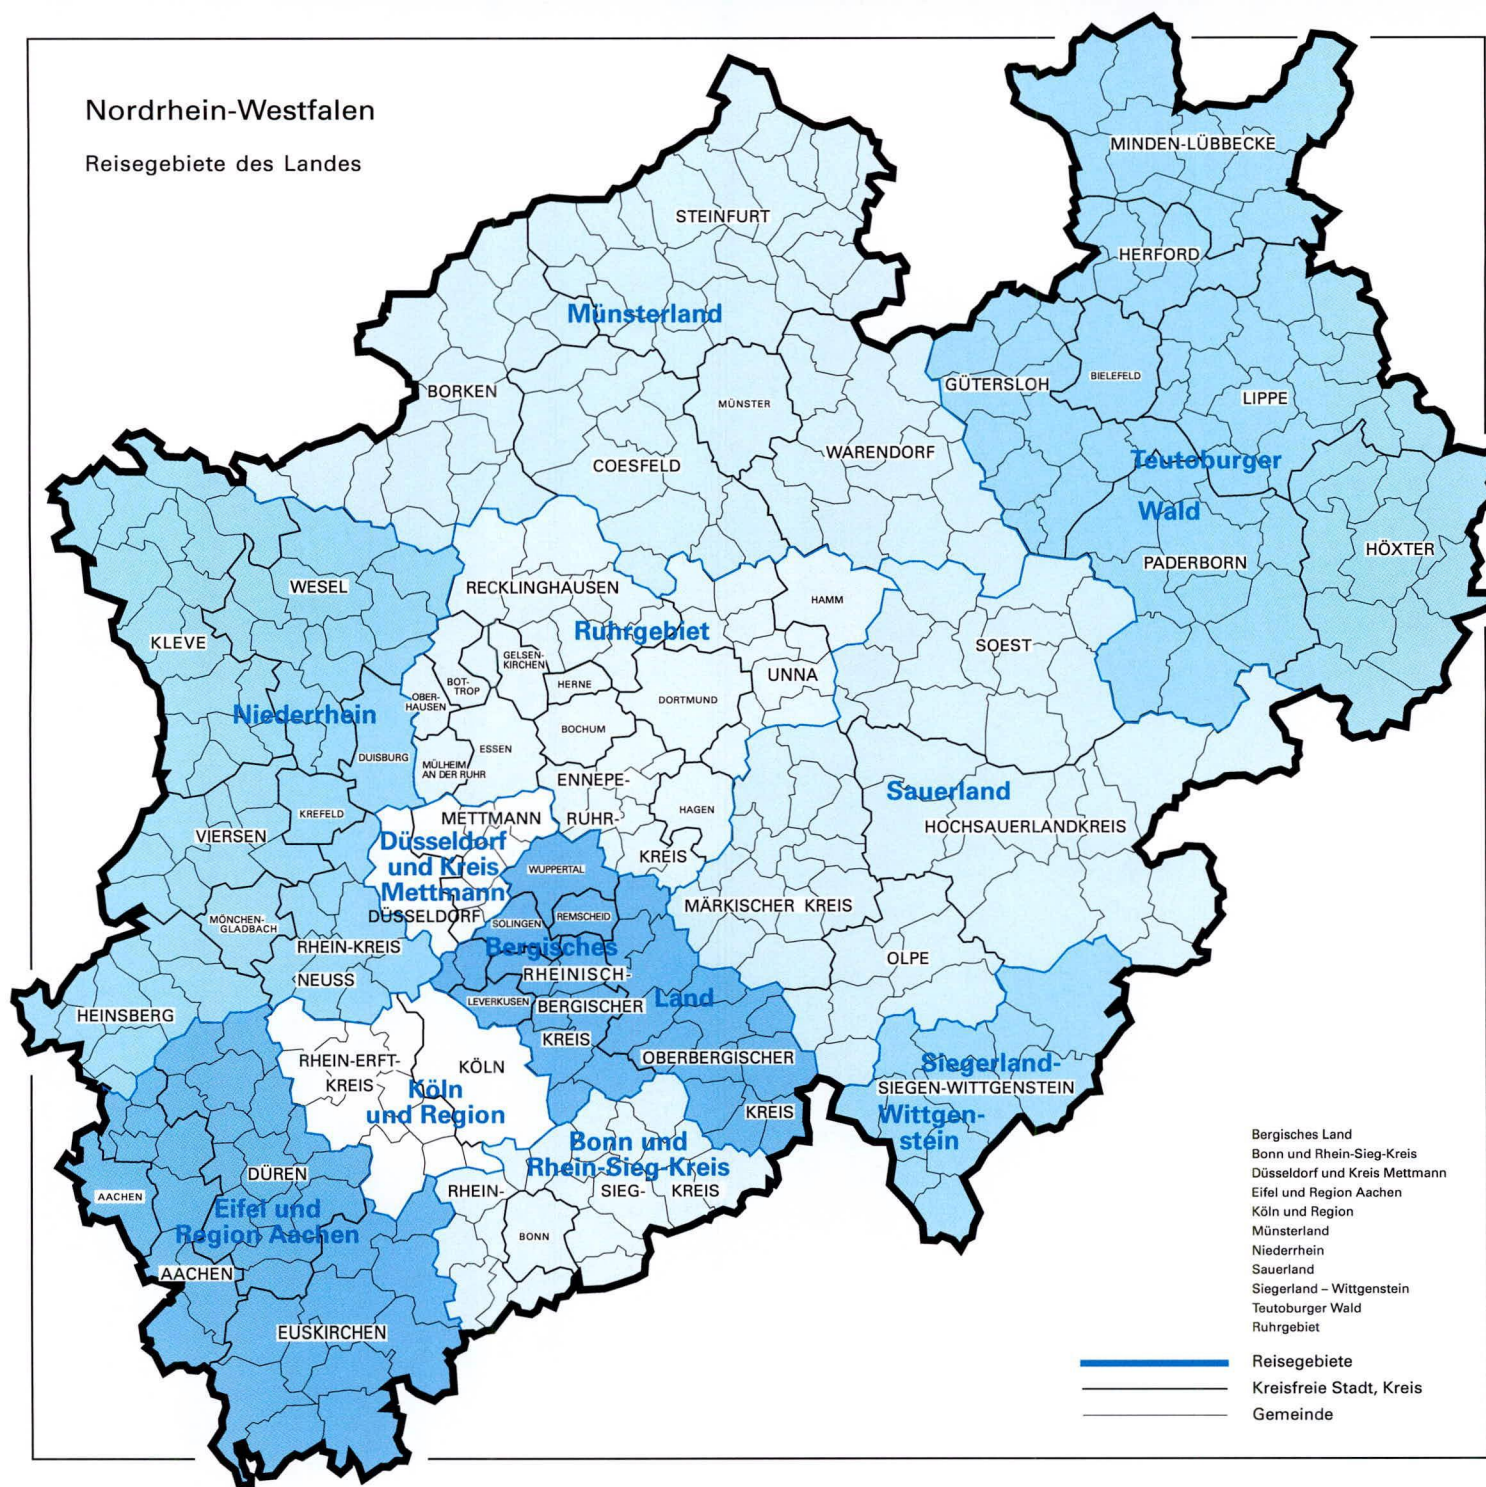 Nordrhein-Westfalen
Reisegebiete des Landes
MINDEN-LÜBBECKE
STEINFURT
HERFORD
Münsterland
BIELEFELD
GÜTERSLOH
BORKEN
LIPPE
MÜNSTER
WARENDORF
COESFELD
Teutoburger
Wald
HÖXTER
PADERBORN
WESEL
RECKLINGHAUSEN
HAMM
KLEVE
Ruhrgebiet
SOEST
GELSEN-
KIRCHEN
UNNA
HERNE
BOT-
TROP
OBER-
HAUSEN
DORTMUND
Niederrhein
BOCHUM
ESSEN
DUISBURG
MÜLHEIM
AN DER RUHR
ENNEPE-
RUHR-
KREIS
Sauerland
HAGEN
KREFELD
METTMANN
HOCHSAUERLANDKREIS
VIERSEN
Düsseldorf
und Kreis
Mettmann
WUPPERTAL
MÄRKISCHER KREIS
DÜSSELDORF
REMSCHEID
SOLINGEN
MÖNCHEN-
GLADBACH
RHEIN-KREIS
NEUSS
Bergisches
Land
OLPE
RHEINISCH-
BERGISCHER
KREIS
LEVERKUSEN
HEINSBERG
OBERBERGISCHER
KREIS
RHEIN-ERFT-
KREIS
KÖLN
Siegerland-
SIEGEN-WITTGENSTEIN
Wittgen-
stein
Köln
und Region
Bonn und
Rhein-Sieg-Kreis
DÜREN
RHEIN-
SIEG-
KREIS
AACHEN
Eifel und
Region Aachen
BONN
AACHEN
EUSKIRCHEN
Bergisches Land
Bonn und Rhein-Sieg-Kreis
Düsseldorf und Kreis Mettmann
Eifel und Region Aachen
Köln und Region
Münsterland
Niederrhein
Sauerland
Siegerland – Wittgenstein
Teutoburger Wald
Ruhrgebiet
Reisegebiete
Kreisfreie Stadt, Kreis
Gemeinde